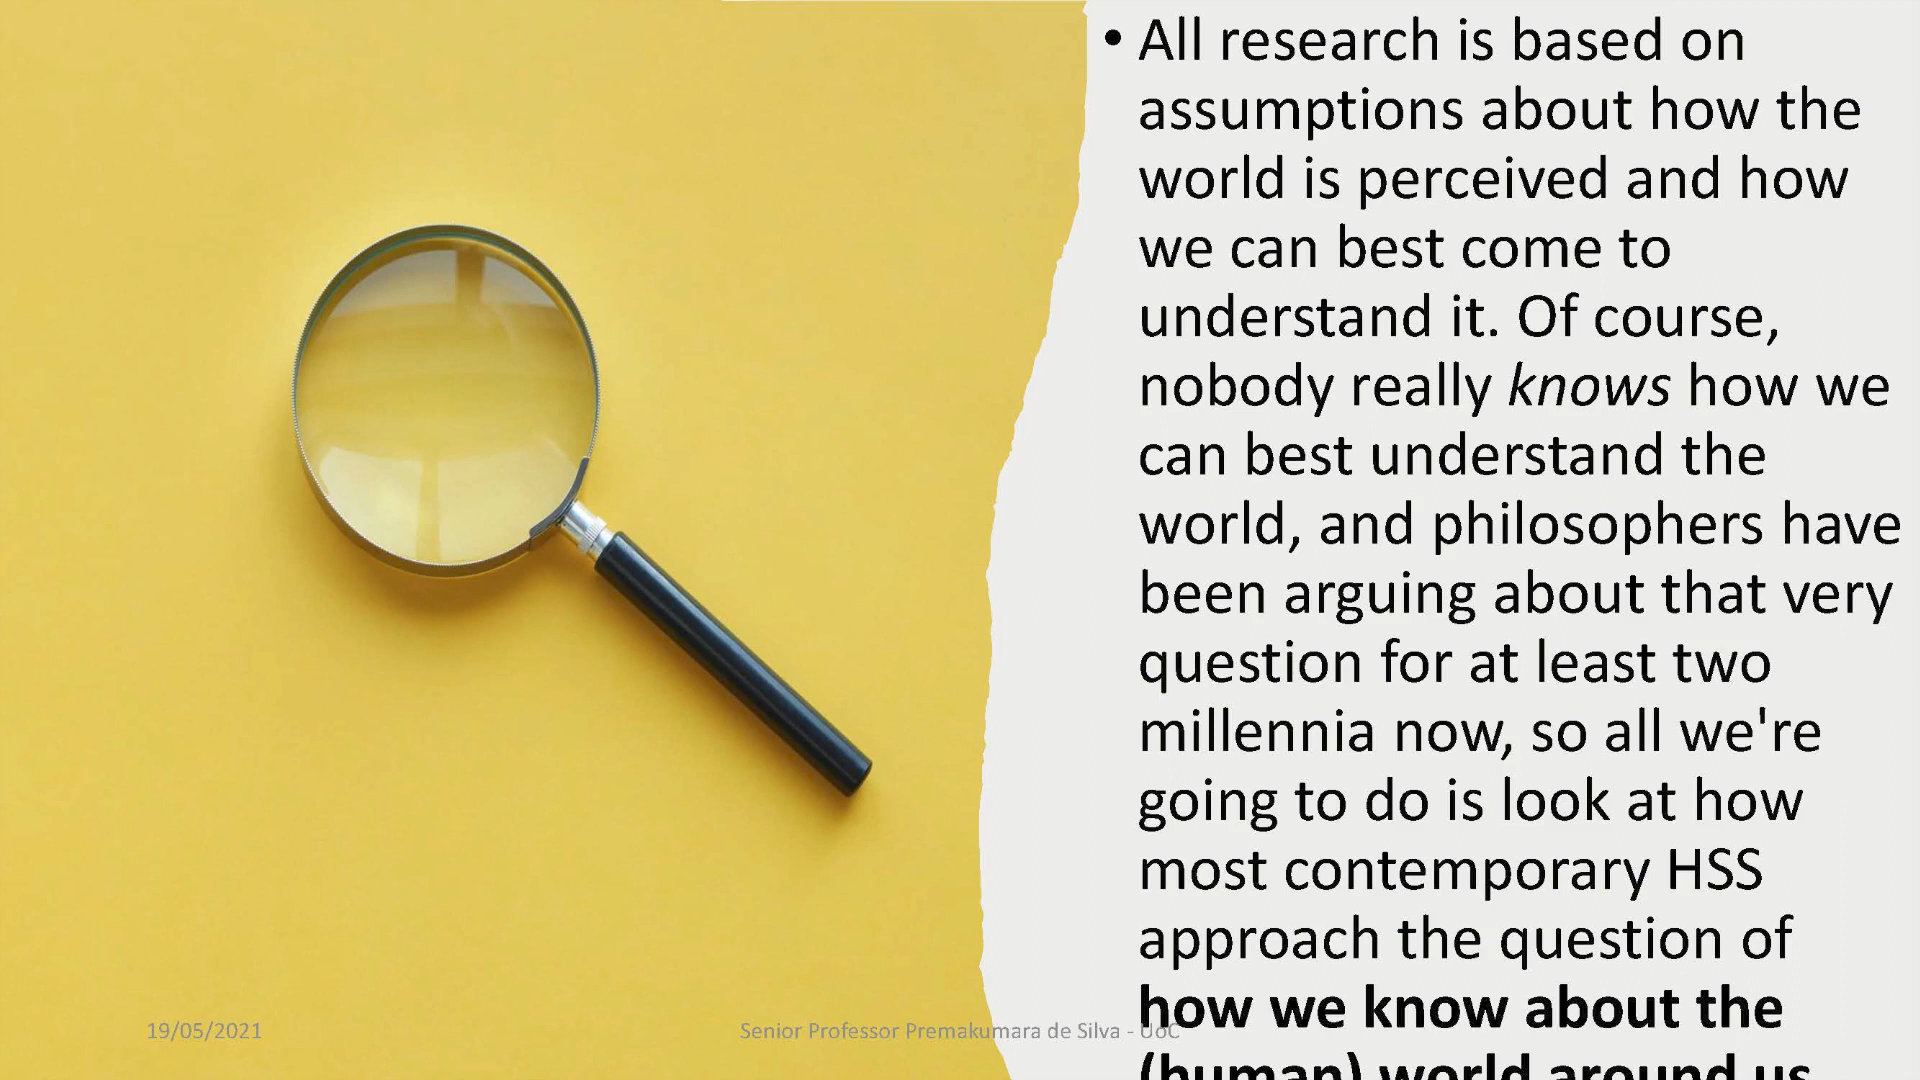 • All research is based on
assumptions about how the
world is perceived and how
we can best come to
understand it. Of course,
nobody really knows how we
can best understand the
world, and philosophers have
been arguing about that very
question for at least two
millennia now, so all we're
going to do is look at how
most contemporary HSS
approach the question of
how we know about the
(human) world around us
19/05/2021
Senior Professor Premakumara de Silva - UoC